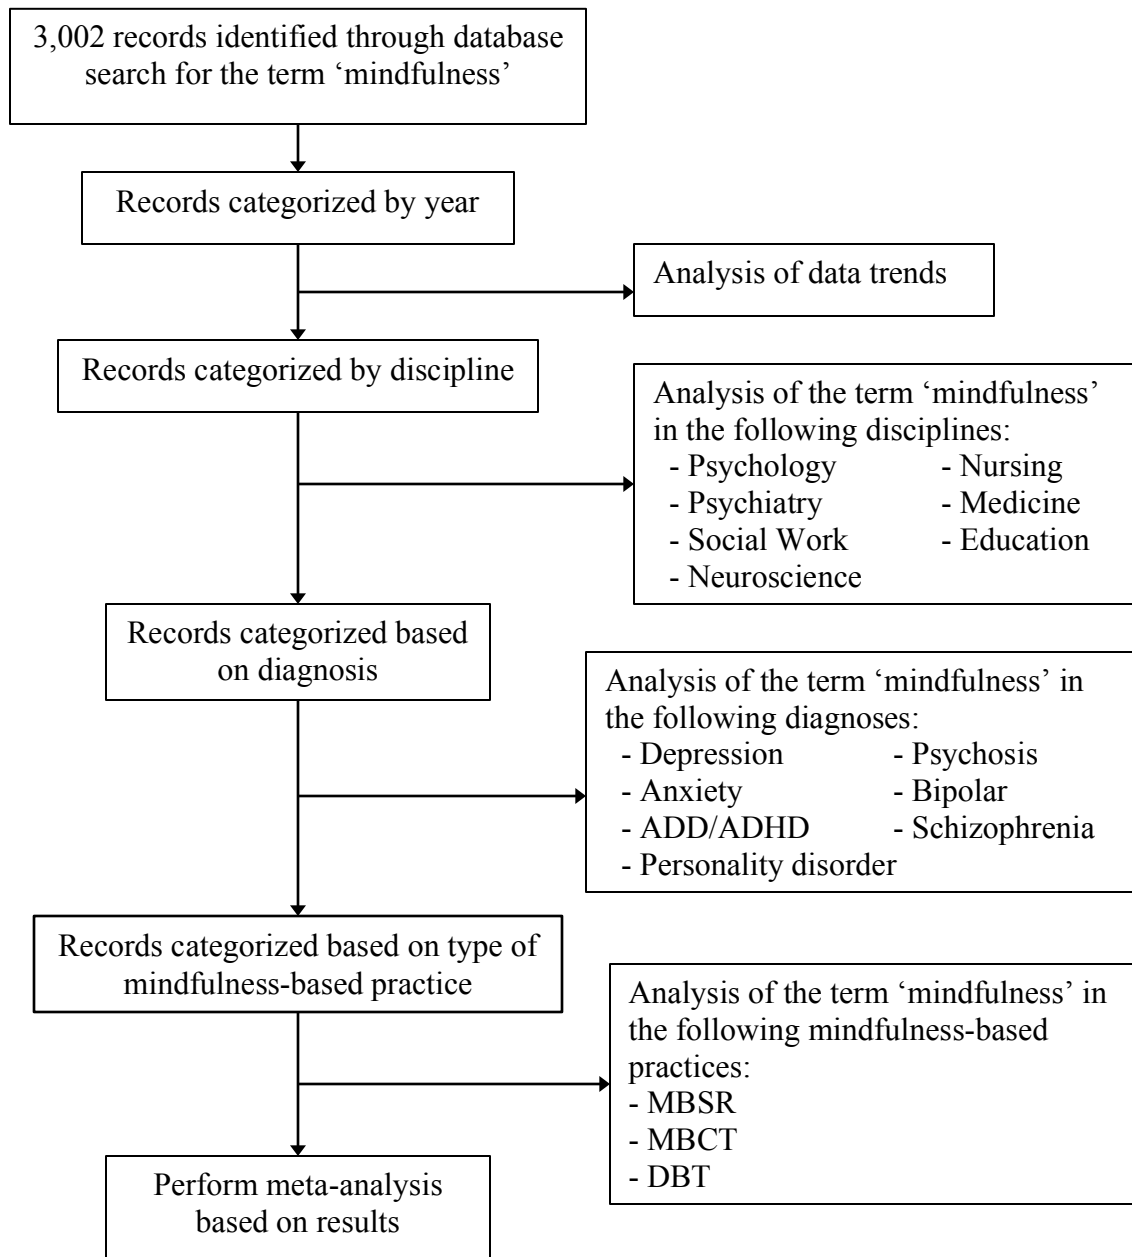 3,002 records identified through database
search for the term ‘mindfulness’
Records categorized by year
Analysis of data trends
Records categorized by discipline
Analysis of the term ‘mindfulness’
in the following disciplines:
- Psychology - Nursing
- Psychiatry - Medicine
- Social Work - Education
- Neuroscience
Records categorized based
on diagnosis
Analysis of the term ‘mindfulness’ in
the following diagnoses:
- Depression - Psychosis
- Anxiety - Bipolar
- ADD/ADHD - Schizophrenia
- Personality disorder
Records categorized based on type of
mindfulness-based practice
Analysis of the term ‘mindfulness’ in
the following mindfulness-based
practices:
- MBSR
- MBCT
- DBT
Perform meta-analysis
based on results